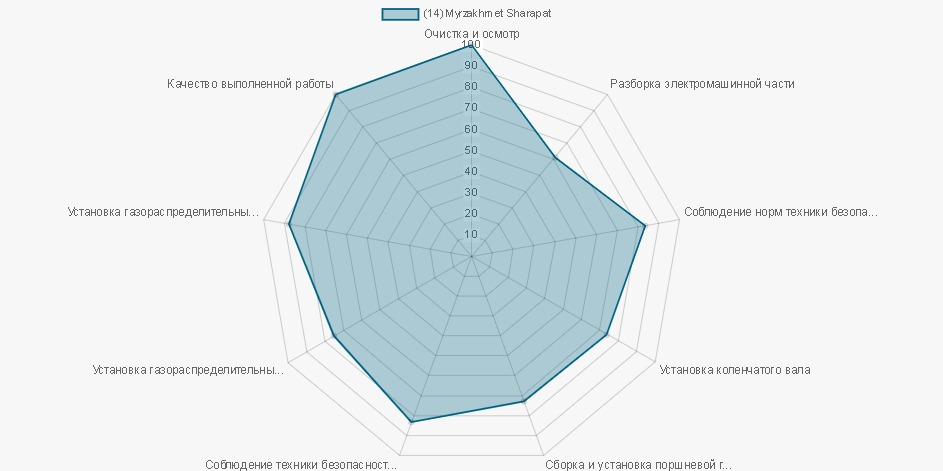 (14) Myrzakhmet Sharapat
Очистка и осмотр
100
Качество выполненной работы
90
Разборка электромашинной части
80
70
60
50
40
30
Установка газораспределительны...
20
Соблюдение норм техники безопа...
10
Установка газораспределительны...
Установка коленчатого вала
Соблюдение техники безопасност...
Сборка и установка поршневой г...